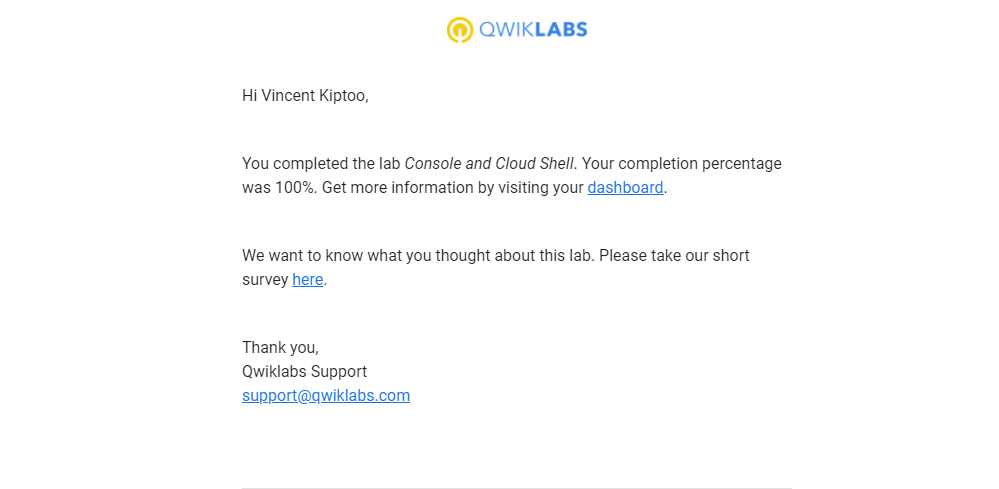 QWIKLABS
Hi Vincent Kiptoo,
You completed the lab Console and Cloud Shell. Your completion percentage
was 100%. Get more information by visiting your dashboard.
We want to know what you thought about this lab. Please take our short
survey here.
Thank you,
Qwiklabs Support
support@qwiklabs.com